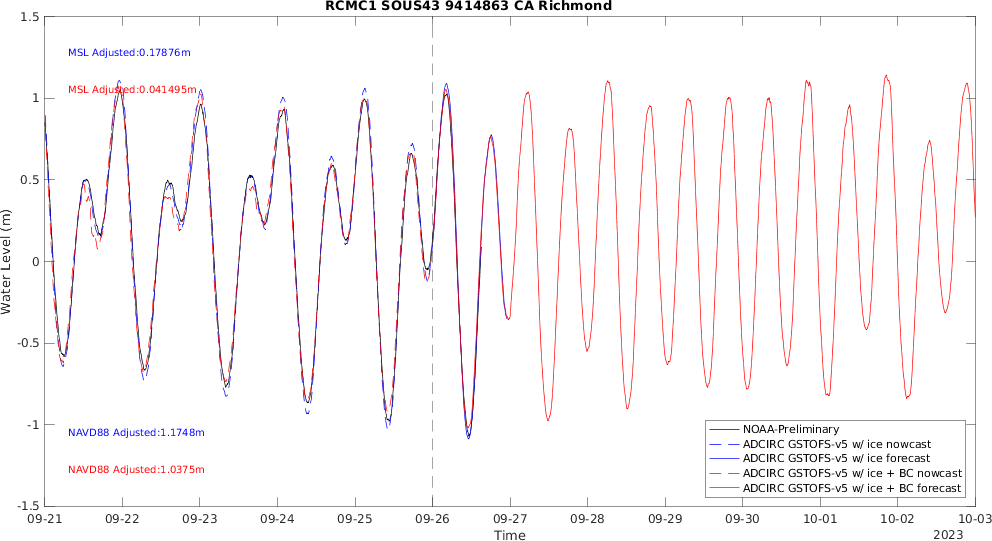 RCMC1 SOUS43 9414863 CA Richmond
1.5
MSL Adjusted:0.17876m
MSL Adjusted:0.041495m
1
0.5
0
-0.5
-1
-1.5
Water Level (m)
NAVD88 Adjusted:1.1748m
NAVD88 Adjusted:1.0375m
NOAA-Preliminary
ADCIRC GSTOFS-v5 w/ ice nowcast
ADCIRC GSTOFS-v5 w/ ice forecast
ADCIRC GSTOFS-v5 w/ ice + BC nowcast
ADCIRC GSTOFS-v5 w/ ice + BC forecast
09-21 09-22 09-23 09-24 09-25 09-26 09-27 09-28 09-29 09-30 10-01 10-02 10-03
Time
2023